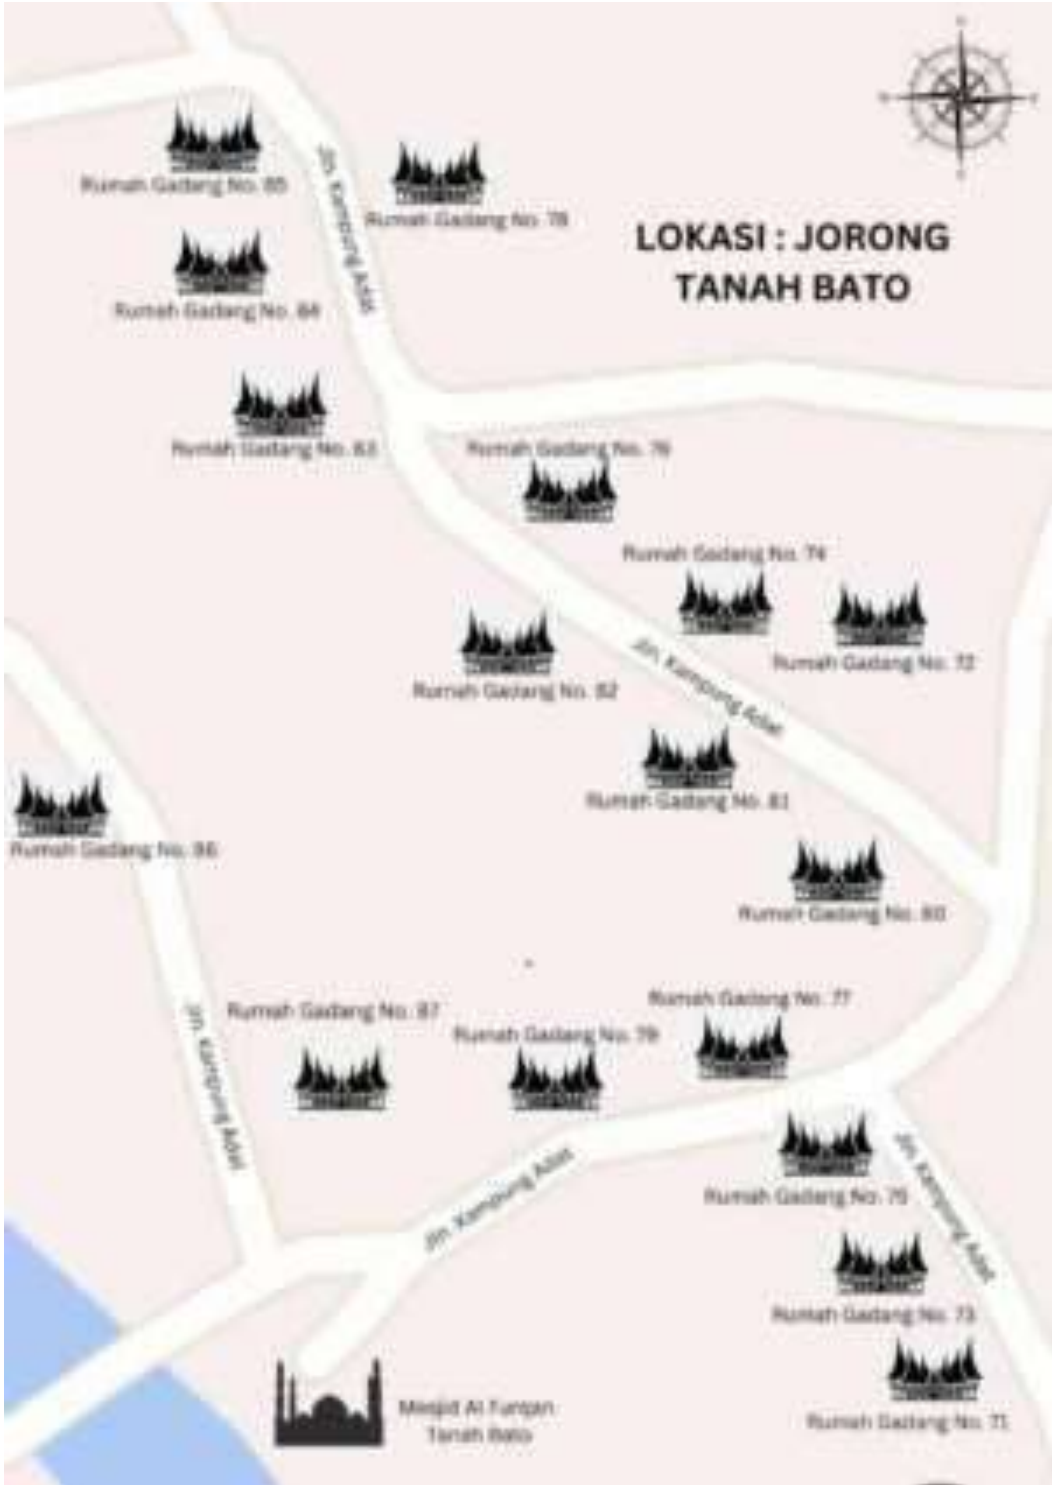 Rumah Gadang No. 85
Jln. Kampung Adat
Rumah Gadang No. 78
LOKASI : JORONG
TANAH BATO
Rumah Gadang No. 84
Rumah Gadang No. 83
Rumah Gadang No. 76
Rumah Gadang No. 74
Rumah Gadang No. 72
Rumah Gadang No. 82
Jln. Kampung Adat
Rumah Gadang No. 81
Rumah Gadang No. 86
Rumah Gadang No. 80
Rumah Gadang No. 77
Rumah Gadang No. 87
Rumah Gadang No. 79
Jln. Kampung Adat
Jln. Kampung Adat
Rumah Gadang No. 75
Jln. Kampung Adat
Rumah Gadang No. 73
Mesjid Al Furqan
Tanah Bato
Rumah Gadang No. 71